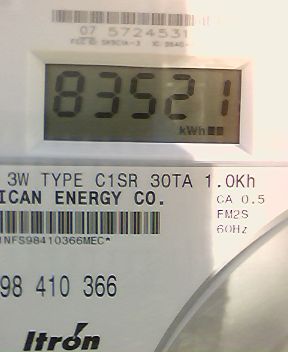 07 5724531
83521
kWh
3W TYPE C1SR 30TA 1.0Kh
ICAN ENERGY CO.
CA 0.5
FM2S
60Hz
NFS98410366MEC*
98 410 366
Itron